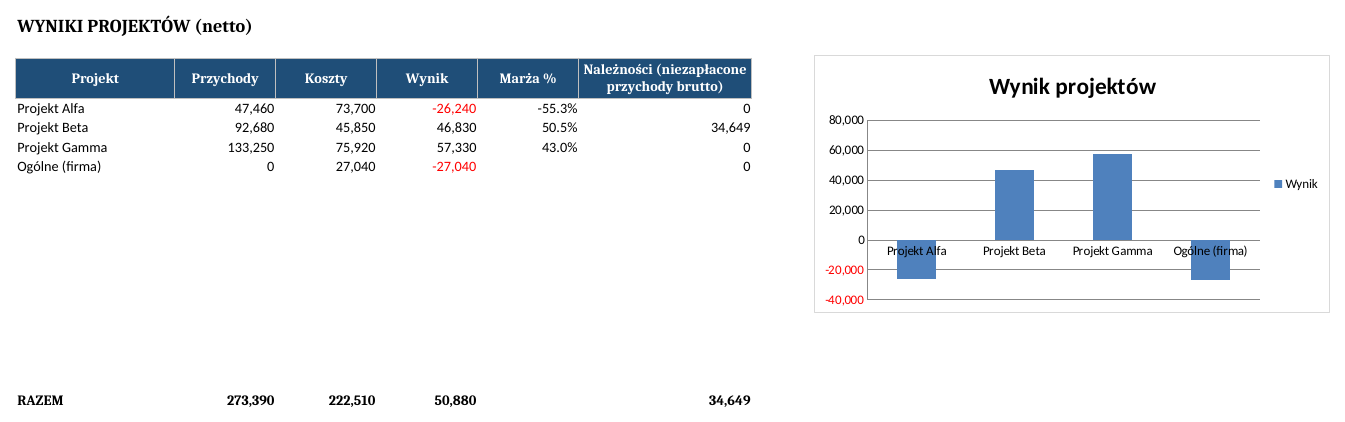 WYNIKI PROJEKTÓW (netto)
Projekt Przychody Koszty Wynik Marża % Należności (niezapłacone przychody brutto)
Projekt Alfa 47,460 73,700 -26,240 -55.3% 0
Projekt Beta 92,680 45,850 46,830 50.5% 34,649
Projekt Gamma 133,250 75,920 57,330 43.0% 0
Ogólne (firma) 0 27,040 -27,040 0
RAZEM 273,390 222,510 50,880 34,649
Wynik projektów
80,000
60,000
40,000
20,000
0
-20,000
-40,000
Projekt Alfa Projekt Beta Projekt Gamma Ogólne (firma)
Wynik